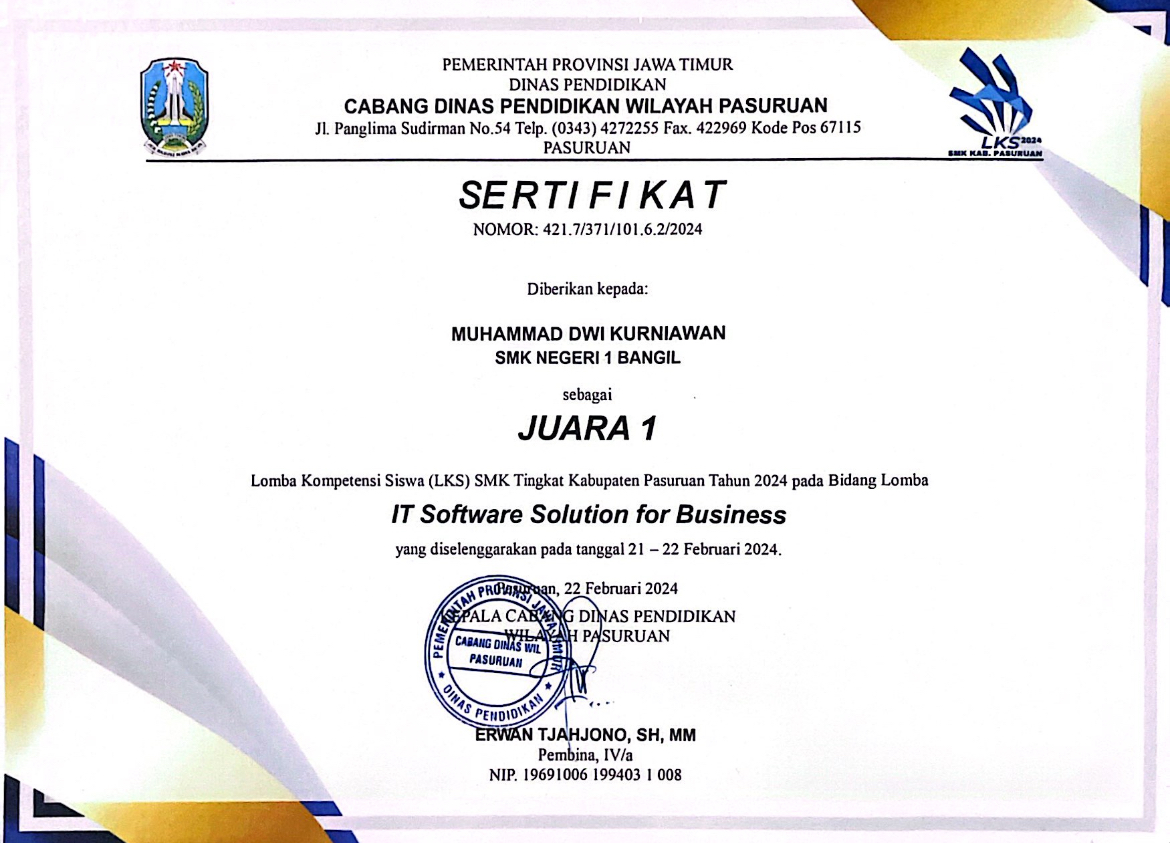 PEMERINTAH PROVINSI JAWA TIMUR
DINAS PENDIDIKAN
CABANG DINAS PENDIDIKAN WILAYAH PASURUAN
Jl. Panglima Sudirman No.54 Telp. (0343) 4272255 Fax. 422969 Kode Pos 67115
PASURUAN
LKS 2024
SMK KAB. PASURUAN
SERTIFIKAT
NOMOR: 421.7/371/101.6.2/2024
Diberikan kepada:
MUHAMMAD DWI KURNIAWAN
SMK NEGERI 1 BANGIL
sebagai
JUARA 1
Lomba Kompetensi Siswa (LKS) SMK Tingkat Kabupaten Pasuruan Tahun 2024 pada Bidang Lomba
IT Software Solution for Business
yang diselenggarakan pada tanggal 21 – 22 Februari 2024.
Pasuruan, 22 Februari 2024
KEPALA CABANG DINAS PENDIDIKAN
WILAYAH PASURUAN
PEMERINTAH PROVINSI JAWA TIMUR
CABANG DINAS WIL
PASURUAN
DINAS PENDIDIKAN
ERWAN TJAHJONO, SH, MM
Pembina, IV/a
NIP. 19691006 199403 1 008